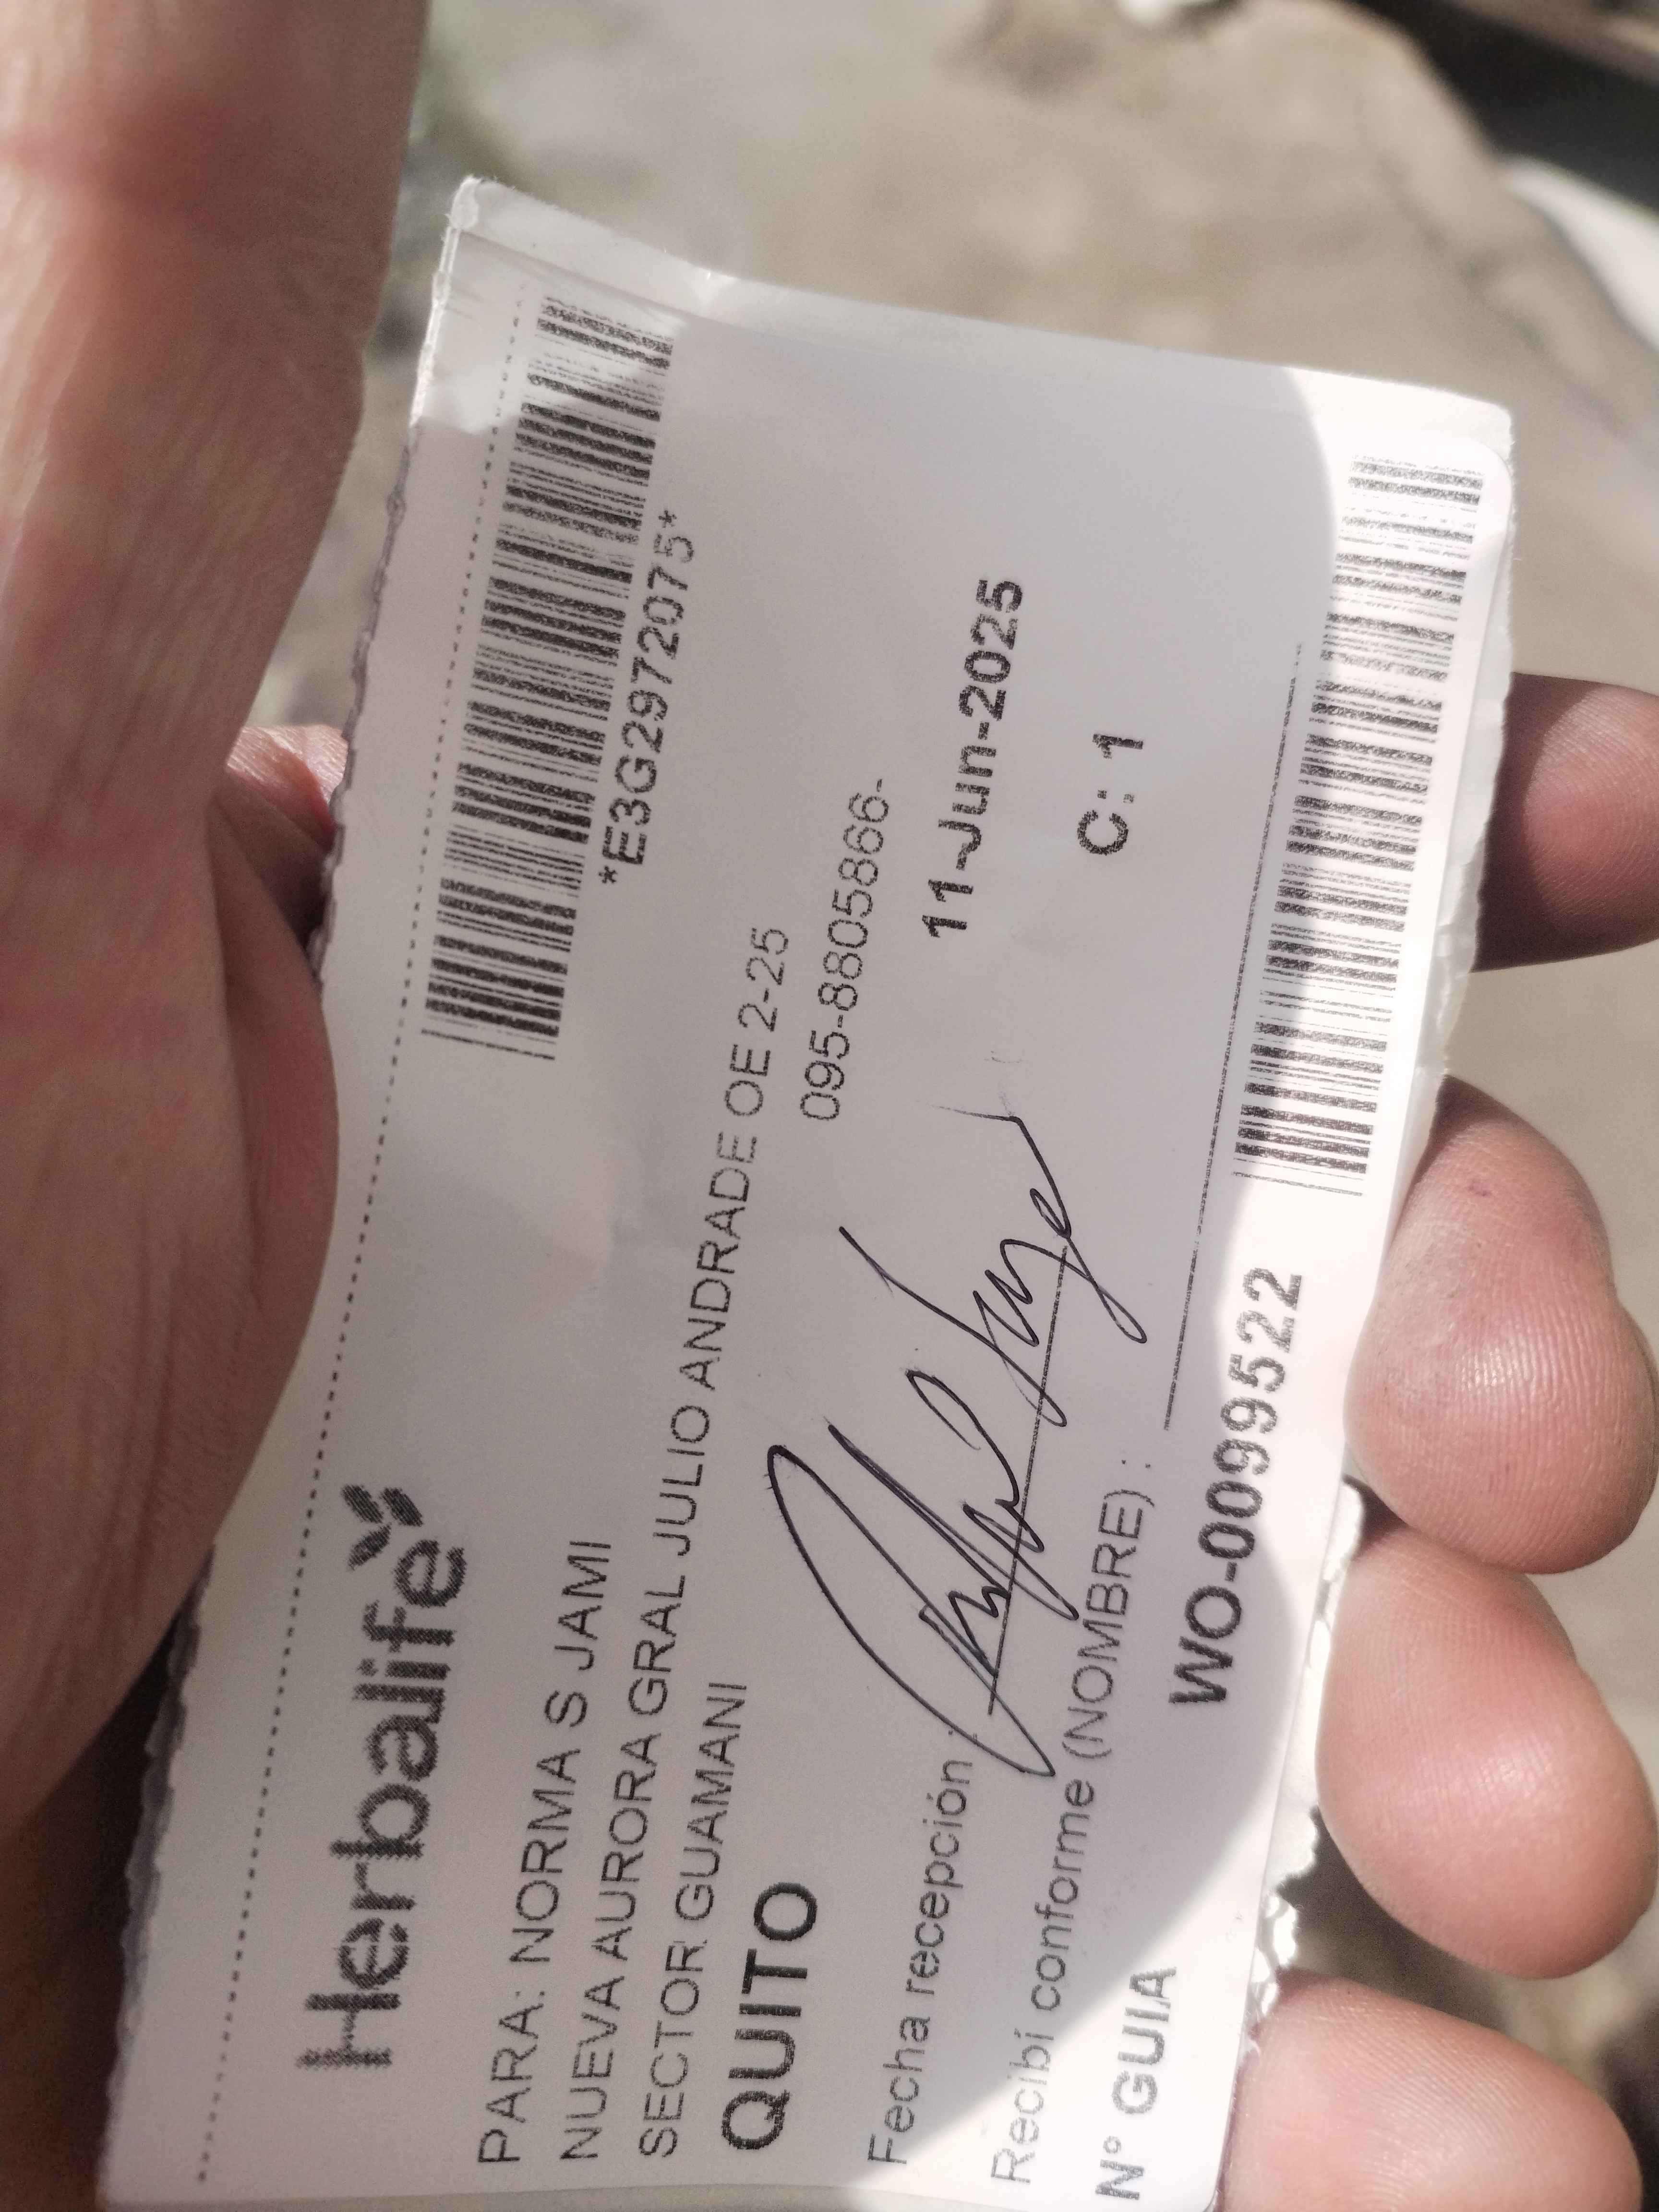 Herbalife
*E3G2972075*
PARA: NORMA S JAMI
NUEVA AURORA GRAL JULIO ANDRADE OE 2-25
SECTOR GUAMANI
095-8805866-
QUITO
11-Jun-2025
Fecha recepción
C: 1
Recibí conforme (NOMBRE) :
Nº GUIA WO-0099522